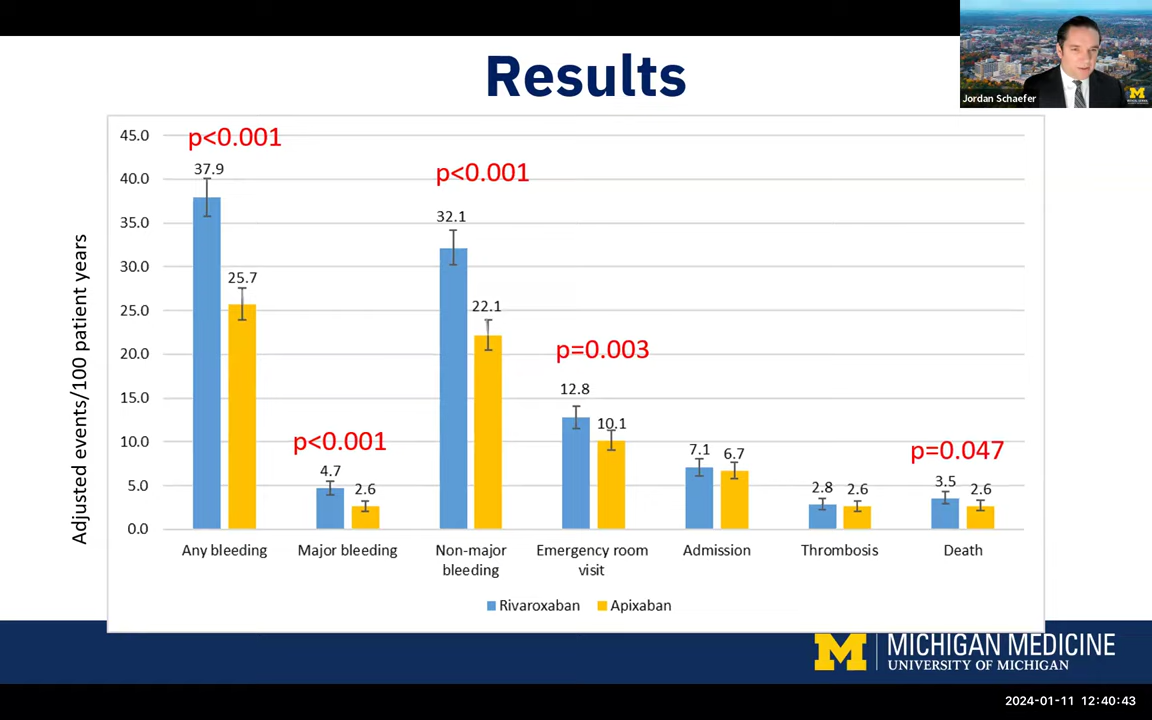 Results
Jordan Schaefer
Adjusted events/100 patient years
45.0
40.0
35.0
30.0
25.0
20.0
15.0
10.0
5.0
0.0
p<0.001
37.9
25.7
p<0.001
4.7
2.6
p<0.001
32.1
22.1
p=0.003
12.8
10.1
7.1
6.7
2.8
2.6
p=0.047
3.5
2.6
Any bleeding
Major bleeding
Non-major
bleeding
Emergency room
visit
Admission
Thrombosis
Death
Rivaroxaban
Apixaban
M
MICHIGAN MEDICINE
UNIVERSITY OF MICHIGAN
2024-01-11 12:40:43